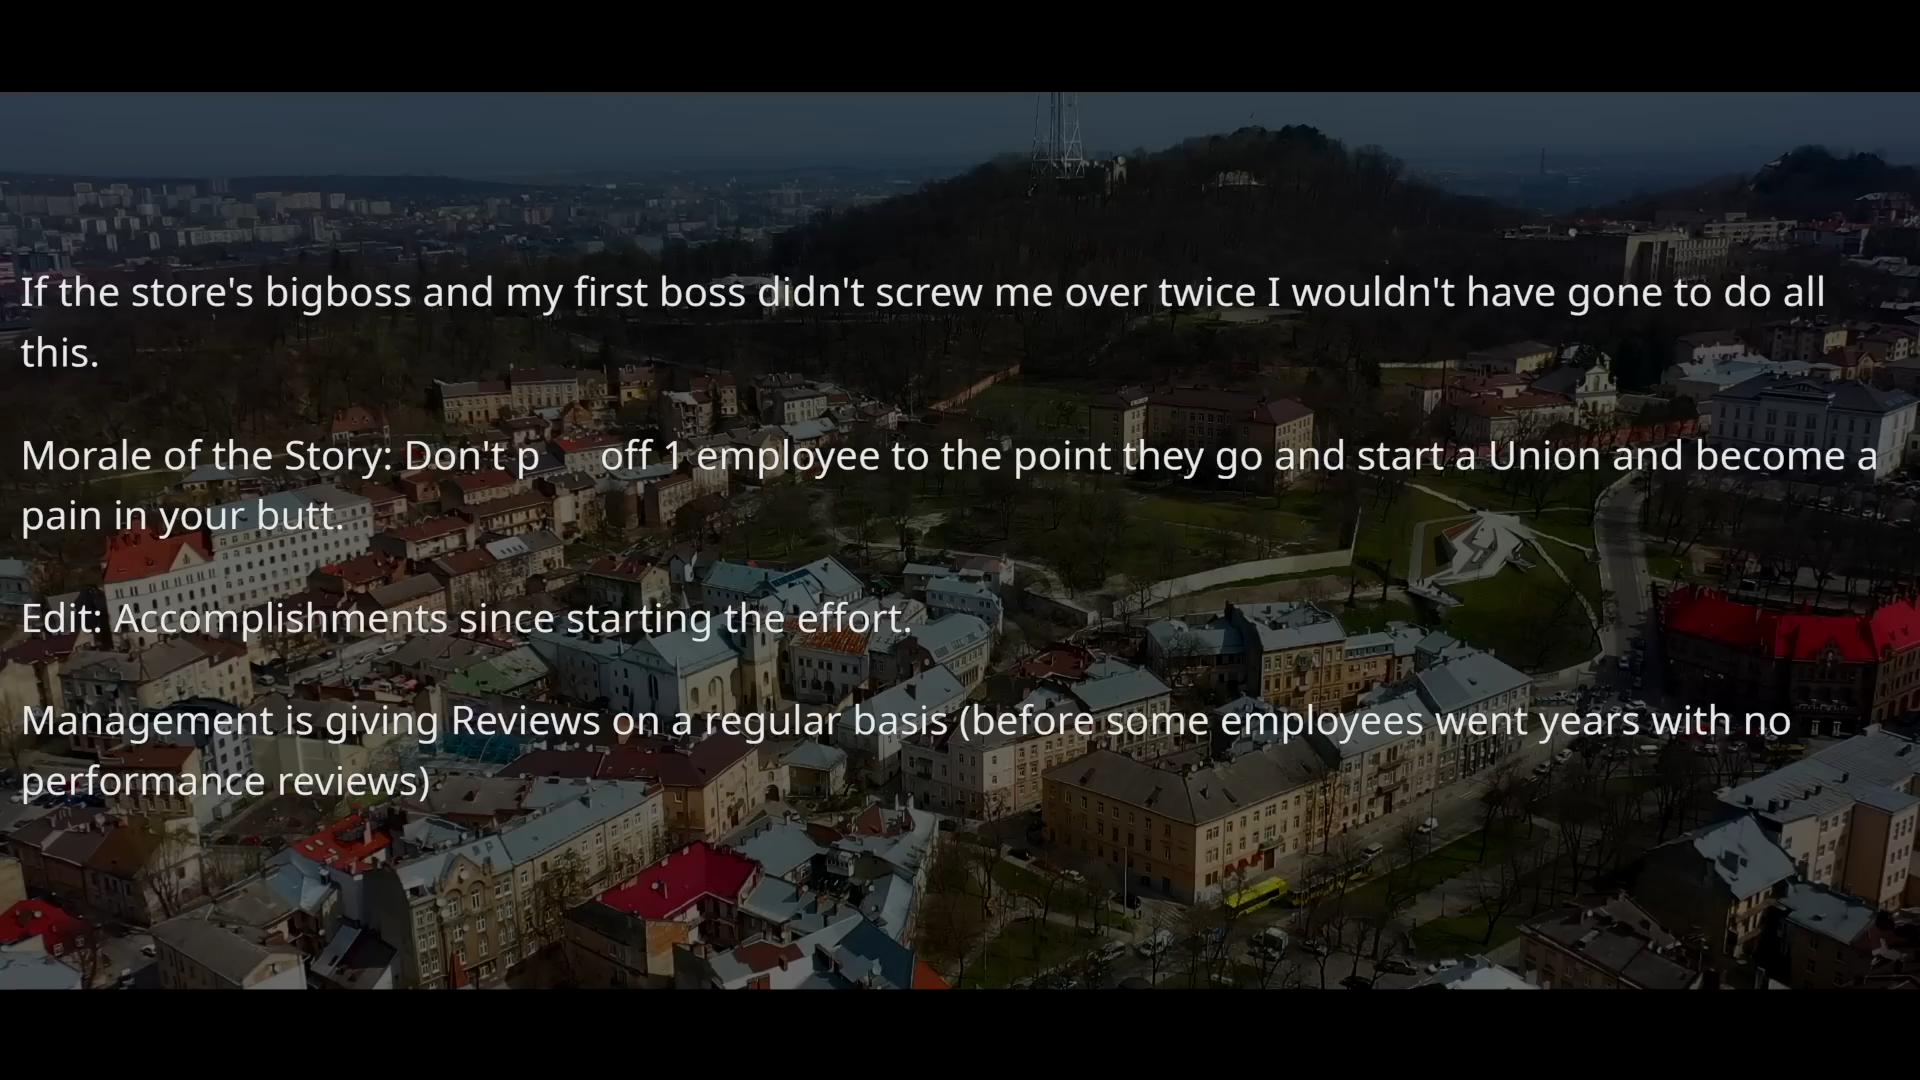 If the store's bigboss and my first boss didn't screw me over twice I wouldn't have gone to do all
this.
Morale of the Story: Don't p off 1 employee to the point they go and start a Union and become a
pain in your butt.
Edit: Accomplishments since starting the effort.
Management is giving Reviews on a regular basis (before some employees went years with no
performance reviews)